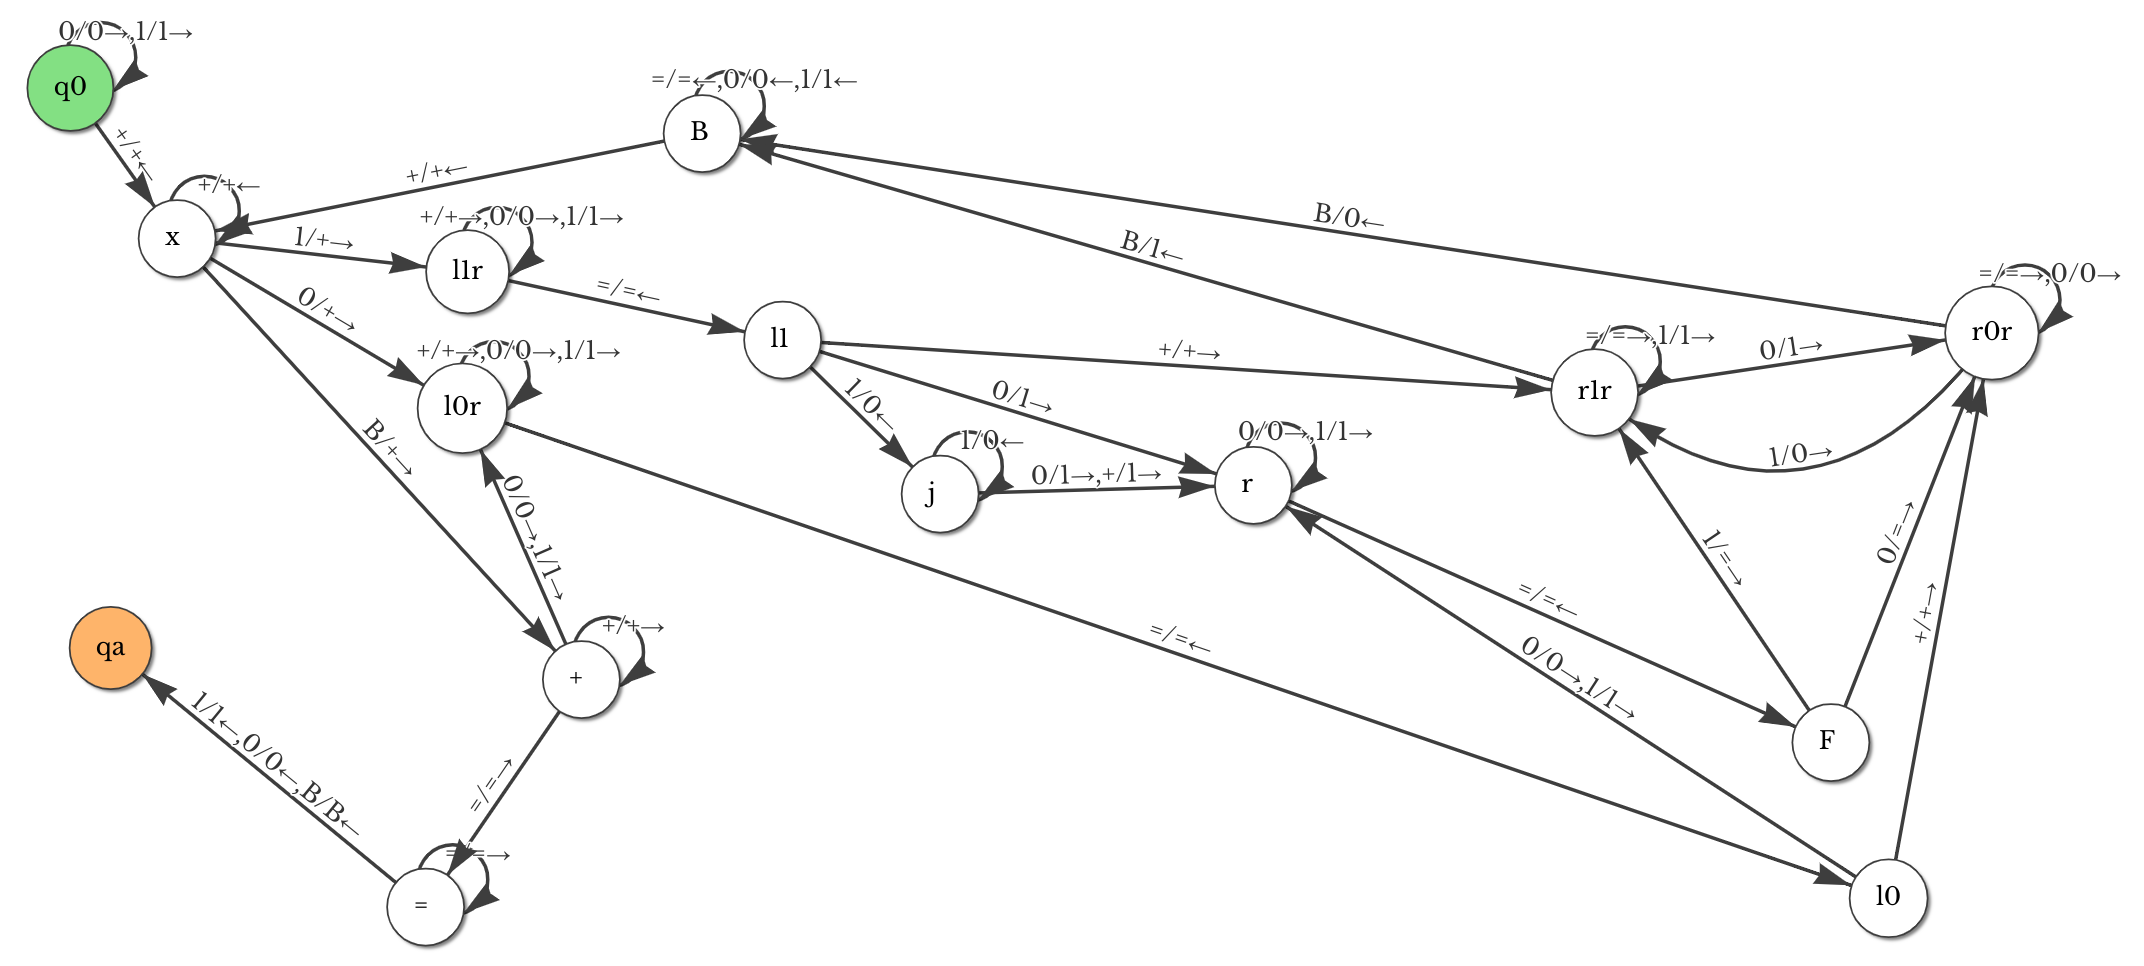 0/0→,1/1→
q0
+/+←
=/=←,0/0←,1/1←
B
+/+←
+/+←
x
1/+→
+/+→,0/0→,1/1→
l1r
B/0←
B/1←
=/=→,0/0→
r0r
0/+→
=/=←
l1
+/+→
=/=→,1/1→
r1r
0/1→
+/+→,0/0→,1/1→
l0r
1/0←
0/1→
1/0←
j
0/1→,+/1→
0/0→,1/1→
r
1/0→
B/+→
0/0→,1/1→
=/=←
=/=←
1/=→
0/=→
+/+→
0/0→,1/1→
qa
+/+→
+
F
1/1←,0/0←,B/B←
=/=→
=/=→
=
l0